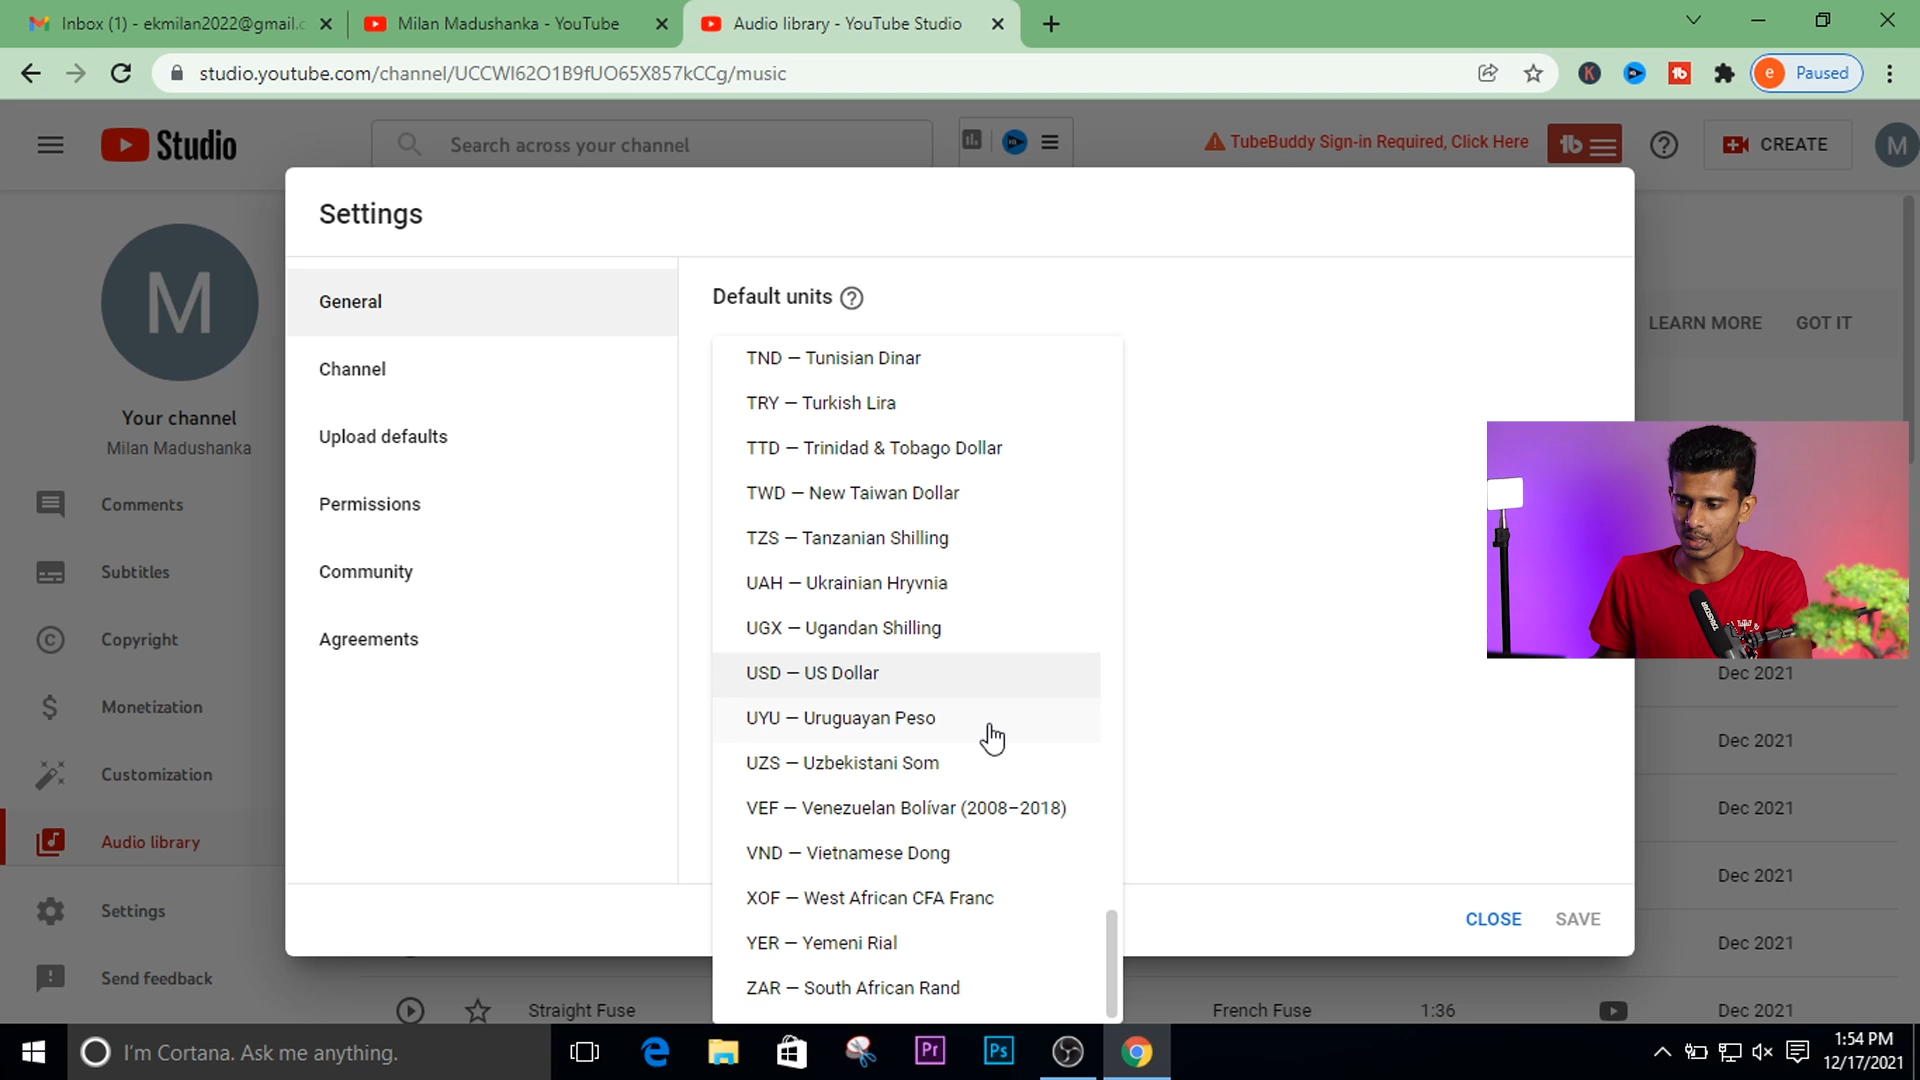 Inbox (1) - ekmilan2022@gmail.c
Milan Madushanka - YouTube
Audio library - YouTube Studio
studio.youtube.com/channel/UCCWI62O1B9fUO65X857kCCg/music
K
e Paused
Studio
Search across your channel
TubeBuddy Sign-in Required, Click Here
tb
CREATE
M
Settings
M
Your channel
Milan Madushanka
Comments
Subtitles
Copyright
Monetization
Customization
Audio library
Settings
Send feedback
General
Channel
Upload defaults
Permissions
Community
Agreements
Default units
TND — Tunisian Dinar
TRY — Turkish Lira
TTD — Trinidad & Tobago Dollar
TWD — New Taiwan Dollar
TZS — Tanzanian Shilling
UAH — Ukrainian Hryvnia
UGX — Ugandan Shilling
USD — US Dollar
UYU — Uruguayan Peso
UZS — Uzbekistani Som
VEF — Venezuelan Bolívar (2008–2018)
VND — Vietnamese Dong
XOF — West African CFA Franc
YER — Yemeni Rial
ZAR — South African Rand
LEARN MORE GOT IT
Dec 2021
Dec 2021
Dec 2021
Dec 2021
Dec 2021
CLOSE SAVE
Straight Fuse French Fuse 1:36 Dec 2021
I'm Cortana. Ask me anything.
Pr
Ps
1:54 PM
12/17/2021